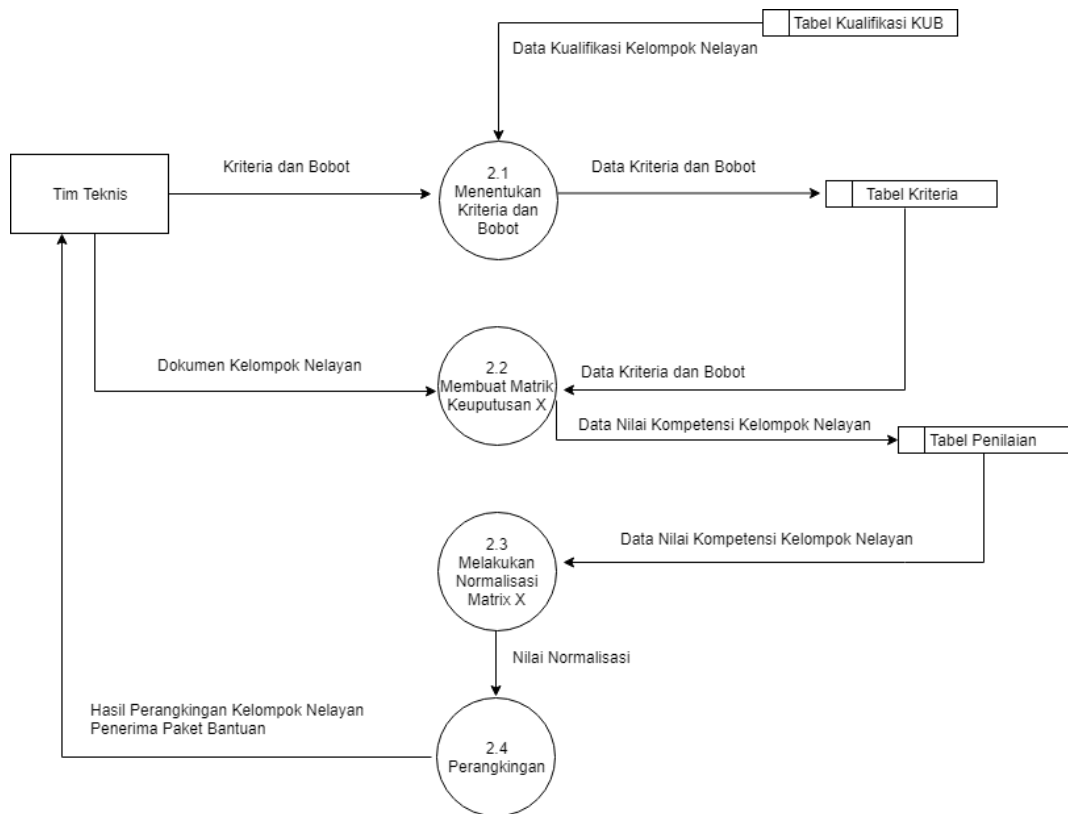 Tabel Kualifikasi KUB
Data Kualifikasi Kelompok Nelayan
Tim Teknis
Kriteria dan Bobot
2.1
Menentukan
Kriteria dan
Bobot
Data Kriteria dan Bobot
Tabel Kriteria
Dokumen Kelompok Nelayan
2.2
Membuat Matrik
Keuputusan X
Data Kriteria dan Bobot
Data Nilai Kompetensi Kelompok Nelayan
Tabel Penilaian
2.3
Melakukan
Normalisasi
Matrix X
Data Nilai Kompetensi Kelompok Nelayan
Nilai Normalisasi
Hasil Perangkingan Kelompok Nelayan
Penerima Paket Bantuan
2.4
Perangkingan